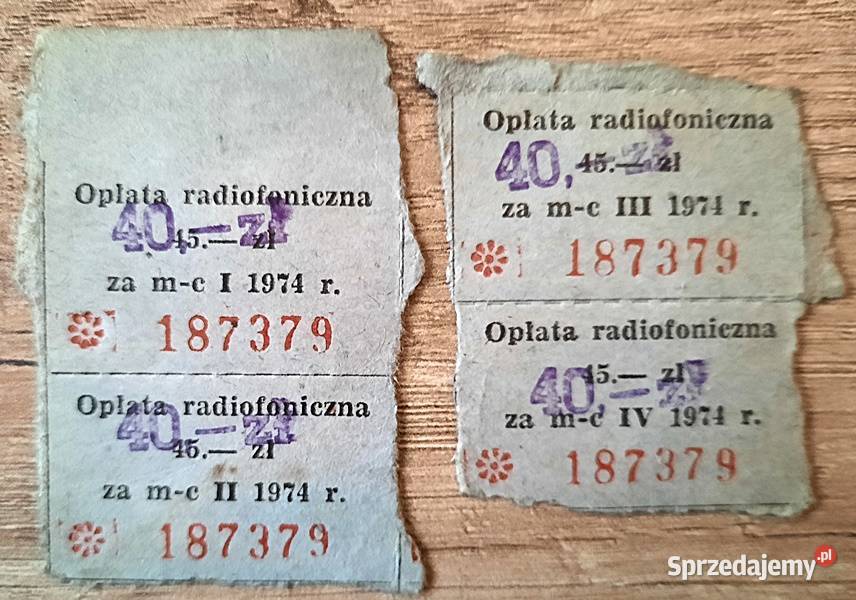 Opłata radiofoniczna
40,— zł
45.— zł
za m-c I 1974 r.
187379
Opłata radiofoniczna
40,— zł
45.— zł
za m-c II 1974 r.
187379
Opłata radiofoniczna
40,— zł
45.— zł
za m-c III 1974 r.
187379
Opłata radiofoniczna
45.— zł
40,— zł
za m-c IV 1974 r.
187379
Sprzedajemy.pl